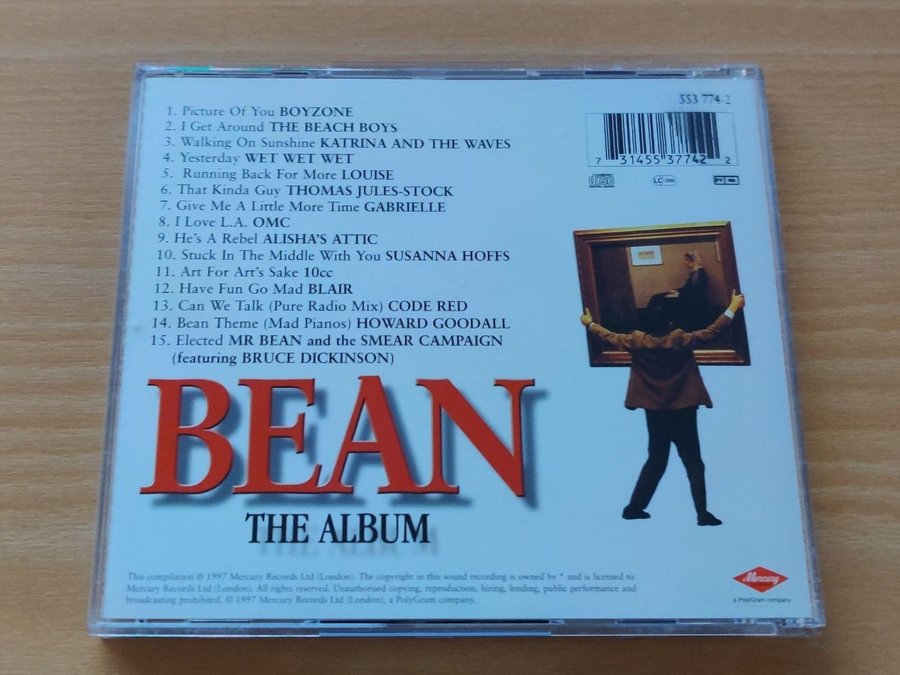 1. Picture Of You BOYZONE
2. I Get Around THE BEACH BOYS
3. Walking On Sunshine KATRINA AND THE WAVES
4. Yesterday WET WET WET
5. Running Back For More LOUISE
6. That Kinda Guy THOMAS JULES-STOCK
7. Give Me A Little More Time GABRIELLE
8. I Love L.A. OMC
9. He's A Rebel ALISHA'S ATTIC
10. Stuck In The Middle With You SUSANNA HOFFS
11. Art For Art's Sake 10cc
12. Have Fun Go Mad BLAIR
13. Can We Talk (Pure Radio Mix) CODE RED
14. Bean Theme (Mad Pianos) HOWARD GOODALL
15. Elected MR BEAN and the SMEAR CAMPAIGN
(featuring BRUCE DICKINSON)
553 774-2
7 31455 37742 2
LC
BEAN
THE ALBUM
This compilation ℗ 1997 Mercury Records Ltd (London). The copyright in this sound recording is owned by * and is licensed to
Mercury Records Ltd (London). All rights reserved. Unauthorised copying, reproduction, hiring, lending, public performance and
broadcasting prohibited. © 1997 Mercury Records Ltd (London), a PolyGram company.
Mercury
a PolyGram company